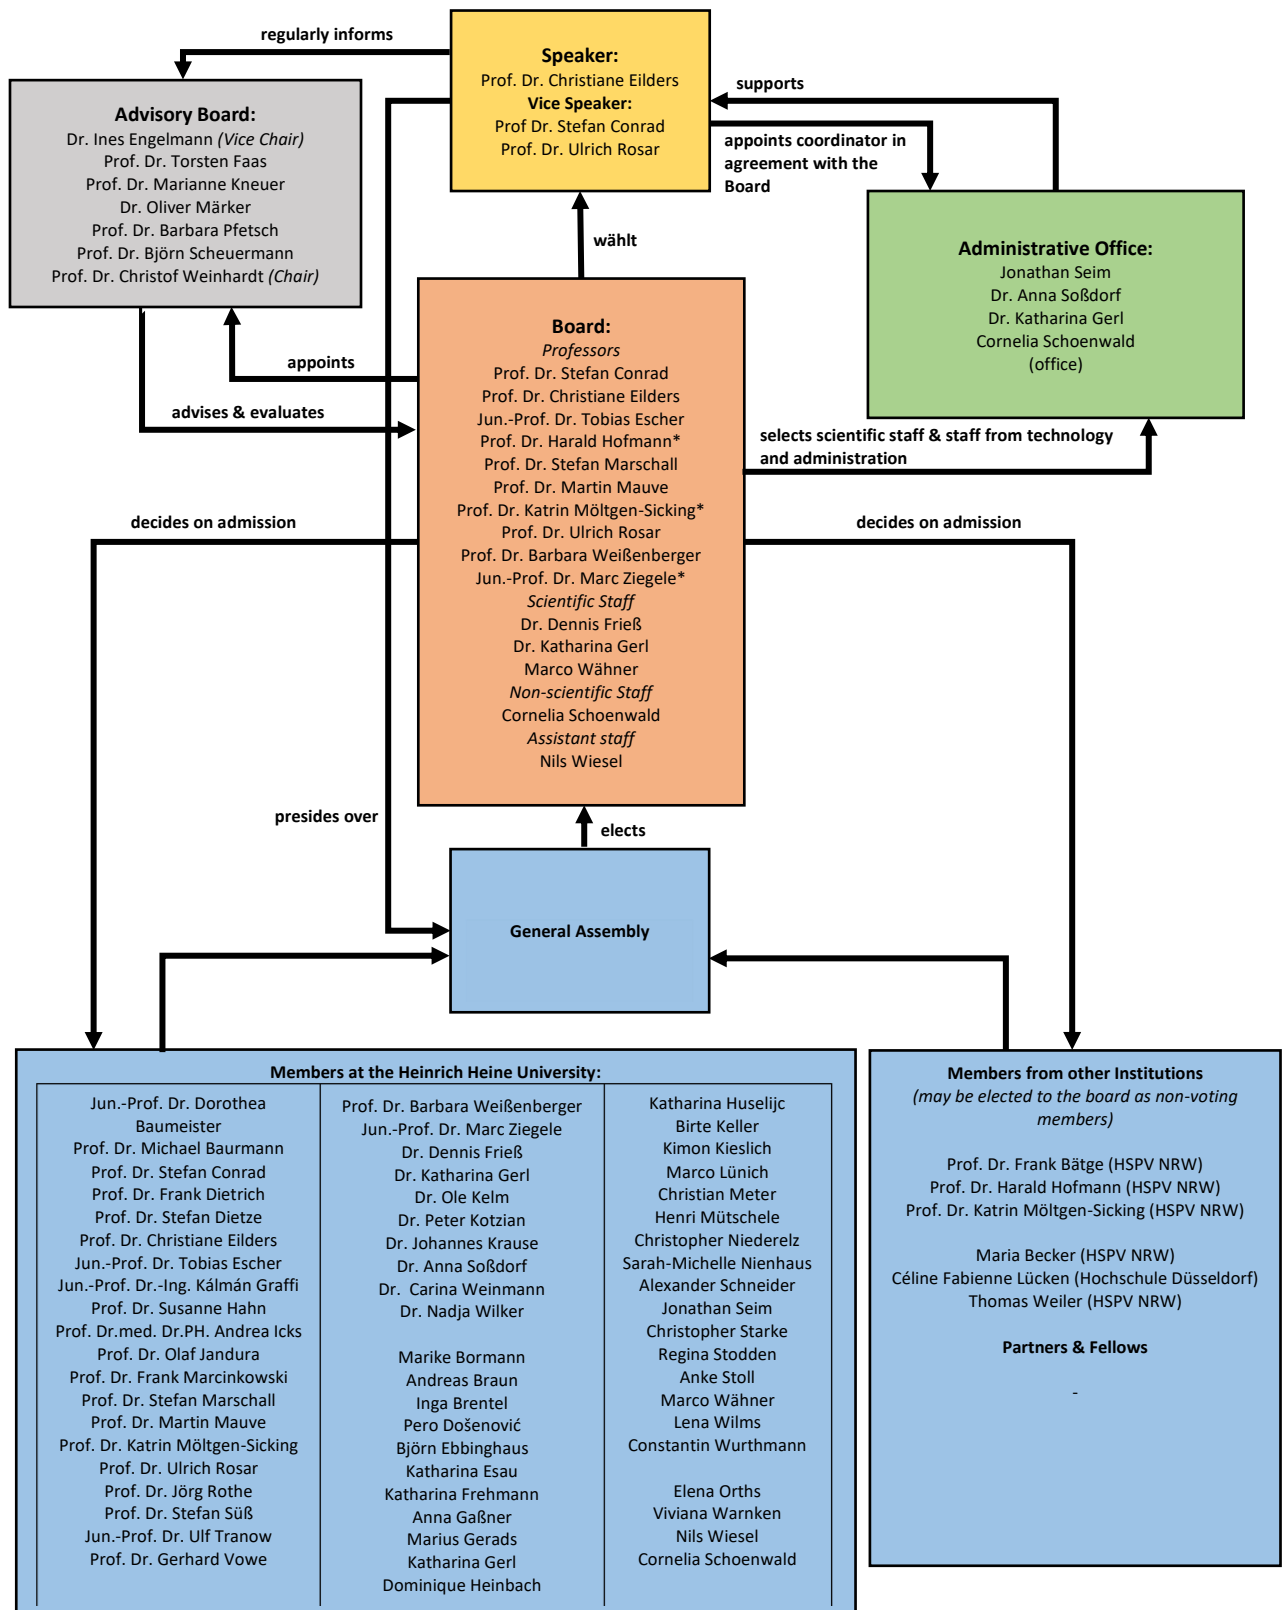 regularly informs
Speaker:
Prof. Dr. Christiane Eilders
Vice Speaker:
Prof Dr. Stefan Conrad
Prof. Dr. Ulrich Rosar
supports
appoints coordinator in
agreement with the
Board
Advisory Board:
Dr. Ines Engelmann (Vice Chair)
Prof. Dr. Torsten Faas
Prof. Dr. Marianne Kneuer
Dr. Oliver Märker
Prof. Dr. Barbara Pfetsch
Prof. Dr. Björn Scheuermann
Prof. Dr. Christof Weinhardt (Chair)
wählt
Administrative Office:
Jonathan Seim
Dr. Anna Soßdorf
Dr. Katharina Gerl
Cornelia Schoenwald
(office)
appoints
advises & evaluates
Board:
Professors
Prof. Dr. Stefan Conrad
Prof. Dr. Christiane Eilders
Jun.-Prof. Dr. Tobias Escher
Prof. Dr. Harald Hofmann*
Prof. Dr. Stefan Marschall
Prof. Dr. Martin Mauve
Prof. Dr. Katrin Möltgen-Sicking*
Prof. Dr. Ulrich Rosar
Prof. Dr. Barbara Weißenberger
Jun.-Prof. Dr. Marc Ziegele*
Scientific Staff
Dr. Dennis Frieß
Dr. Katharina Gerl
Marco Wähner
Non-scientific Staff
Cornelia Schoenwald
Assistant staff
Nils Wiesel
selects scientific staff & staff from technology
and administration
decides on admission
decides on admission
presides over
elects
General Assembly
Members at the Heinrich Heine University:
Jun.-Prof. Dr. Dorothea
Baumeister
Prof. Dr. Michael Baurmann
Prof. Dr. Stefan Conrad
Prof. Dr. Frank Dietrich
Prof. Dr. Stefan Dietze
Prof. Dr. Christiane Eilders
Jun.-Prof. Dr. Tobias Escher
Jun.-Prof. Dr.-Ing. Kálmán Graffi
Prof. Dr. Susanne Hahn
Prof. Dr.med. Dr.PH. Andrea Icks
Prof. Dr. Olaf Jandura
Prof. Dr. Frank Marcinkowski
Prof. Dr. Stefan Marschall
Prof. Dr. Martin Mauve
Prof. Dr. Katrin Möltgen-Sicking
Prof. Dr. Ulrich Rosar
Prof. Dr. Jörg Rothe
Prof. Dr. Stefan Süß
Jun.-Prof. Dr. Ulf Tranow
Prof. Dr. Gerhard Vowe
Prof. Dr. Barbara Weißenberger
Jun.-Prof. Dr. Marc Ziegele
Dr. Dennis Frieß
Dr. Katharina Gerl
Dr. Ole Kelm
Dr. Peter Kotzian
Dr. Johannes Krause
Dr. Anna Soßdorf
Dr. Carina Weinmann
Dr. Nadja Wilker
Marike Bormann
Andreas Braun
Inga Brentel
Pero Došenović
Björn Ebbinghaus
Katharina Esau
Katharina Frehmann
Anna Gaßner
Marius Gerads
Katharina Gerl
Dominique Heinbach
Katharina Huselijc
Birte Keller
Kimon Kieslich
Marco Lünich
Christian Meter
Henri Mütschele
Christopher Niederelz
Sarah-Michelle Nienhaus
Alexander Schneider
Jonathan Seim
Christopher Starke
Regina Stodden
Anke Stoll
Marco Wähner
Lena Wilms
Constantin Wurthmann
Elena Orths
Viviana Warnken
Nils Wiesel
Cornelia Schoenwald
Members from other Institutions
(may be elected to the board as non-voting
members)
Prof. Dr. Frank Bätge (HSPV NRW)
Prof. Dr. Harald Hofmann (HSPV NRW)
Prof. Dr. Katrin Möltgen-Sicking (HSPV NRW)
Maria Becker (HSPV NRW)
Céline Fabienne Lücken (Hochschule Düsseldorf)
Thomas Weiler (HSPV NRW)
Partners & Fellows
-